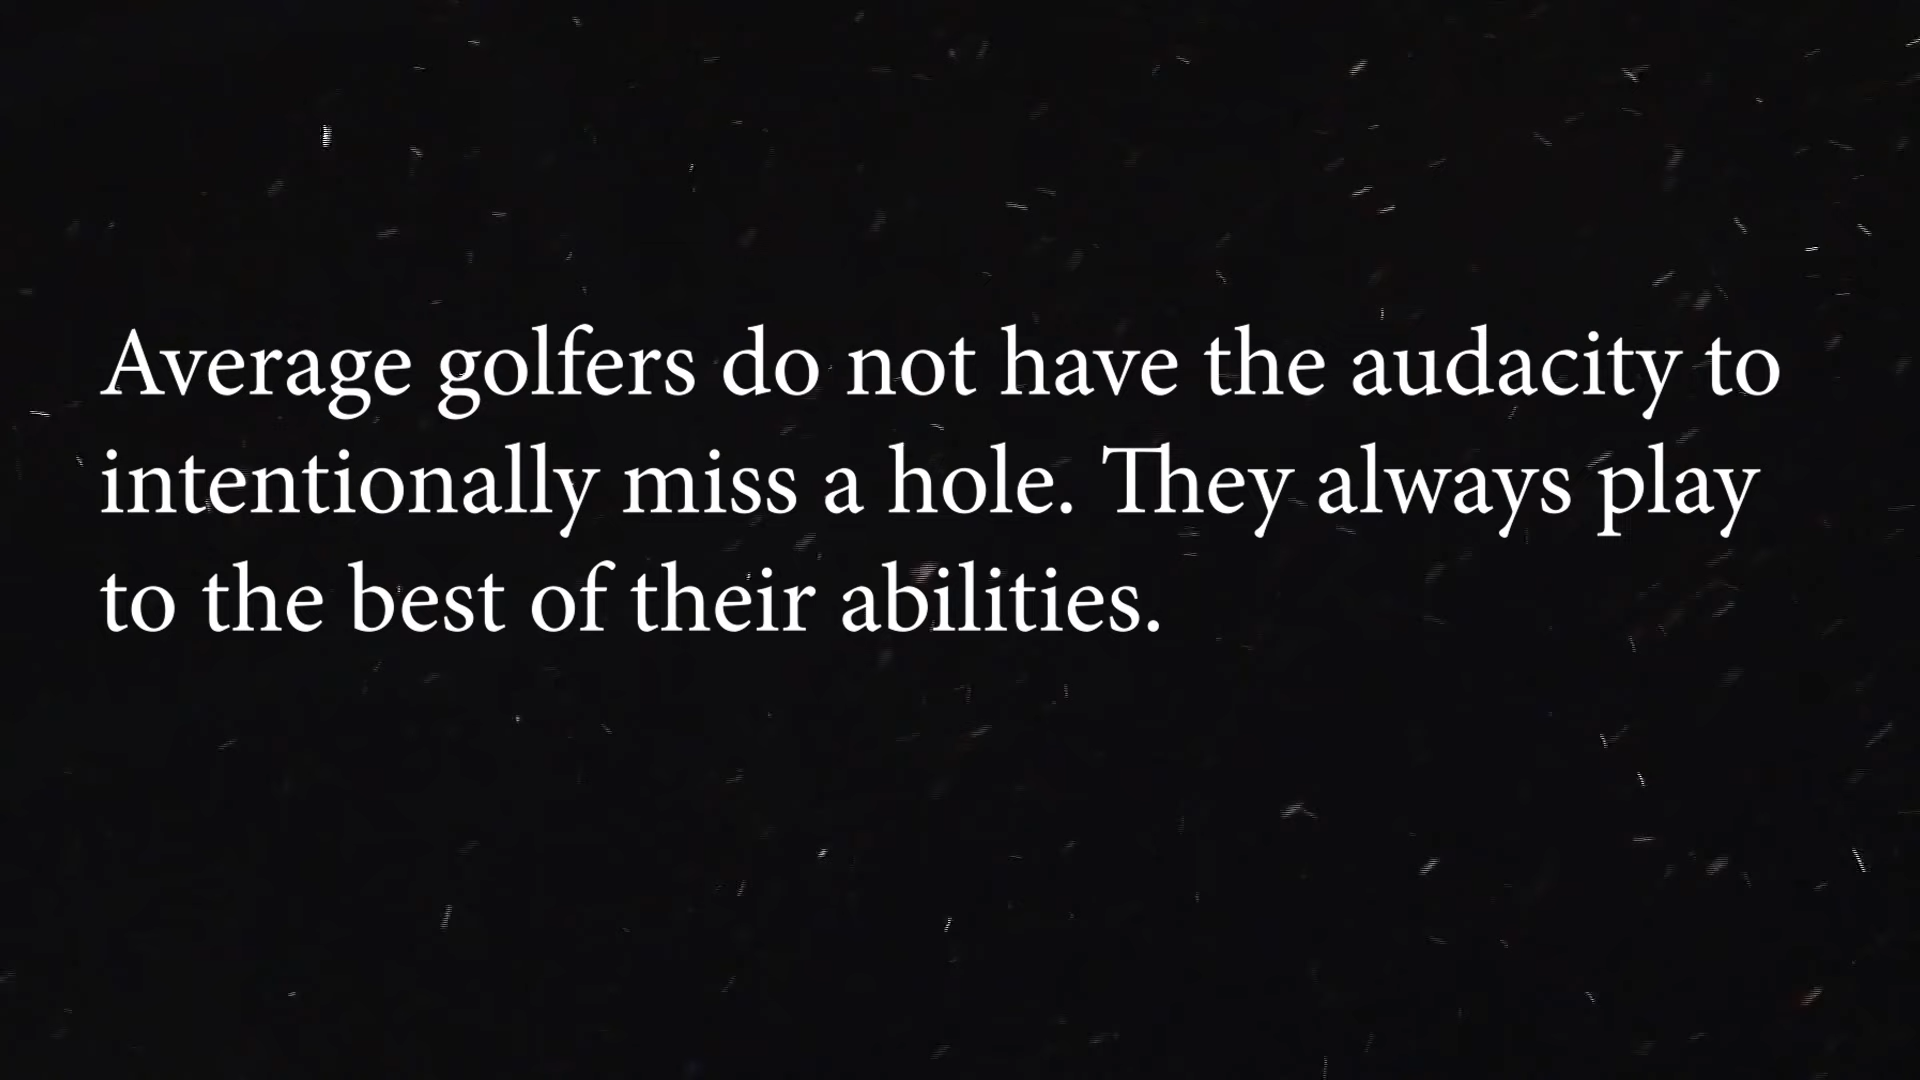 Average golfers do not have the audacity to
intentionally miss a hole. They always play
to the best of their abilities.